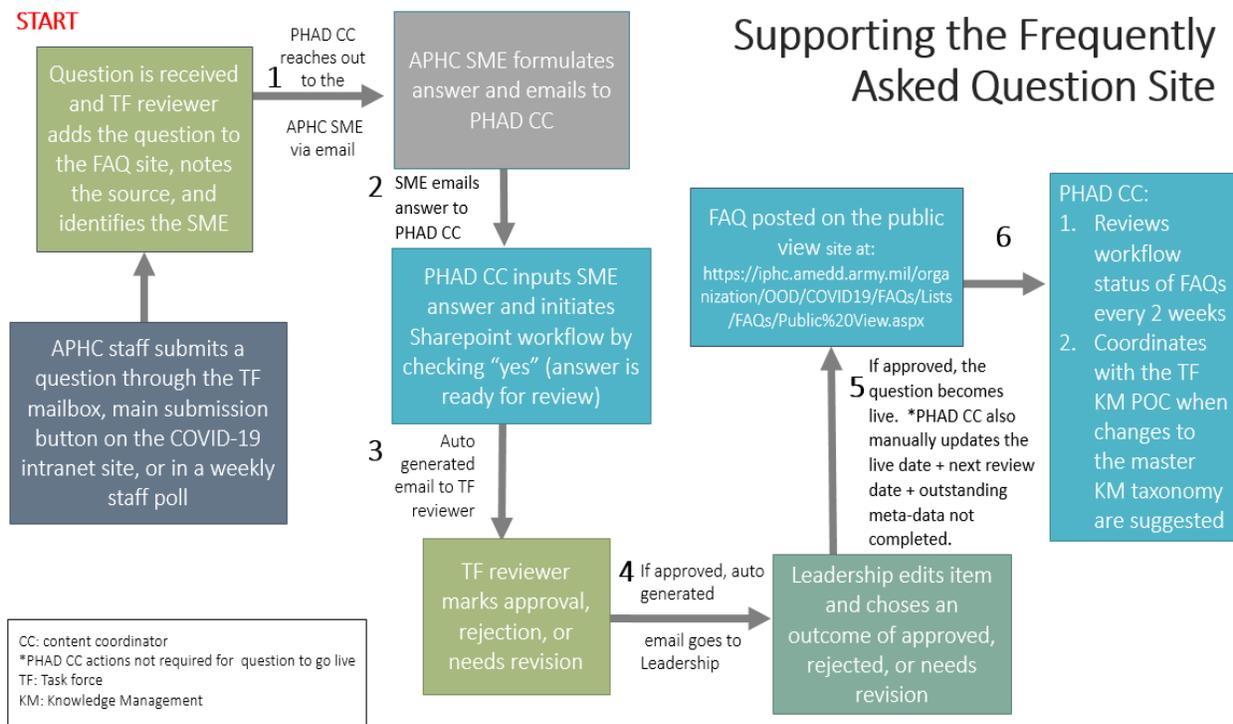 START
Supporting the Frequently
Asked Question Site
Question is received
and TF reviewer
adds the question to
the FAQ site, notes
the source, and
identifies the SME
1
PHAD CC
reaches out
to the
APHC SME
via email
APHC SME formulates
answer and emails to
PHAD CC
2
SME emails
answer to
PHAD CC
APHC staff submits a
question through the TF
mailbox, main submission
button on the COVID-19
intranet site, or in a weekly
staff poll
PHAD CC inputs SME
answer and initiates
Sharepoint workflow by
checking “yes” (answer is
ready for review)
3
Auto
generated
email to TF
reviewer
TF reviewer
marks approval,
rejection, or
needs revision
4
If approved, auto
generated
email goes to
Leadership
Leadership edits item
and choses an
outcome of approved,
rejected, or needs
revision
5
If approved, the
question becomes
live. *PHAD CC also
manually updates the
live date + next review
date + outstanding
meta-data not
completed.
FAQ posted on the public
view site at:
https://iphc.amedd.army.mil/orga
nization/OOD/COVID19/FAQs/Lists
/FAQs/Public%20View.aspx
6
PHAD CC:
1. Reviews
workflow
status of FAQs
every 2 weeks
2. Coordinates
with the TF
KM POC when
changes to
the master
KM taxonomy
are suggested
CC: content coordinator
*PHAD CC actions not required for question to go live
TF: Task force
KM: Knowledge Management